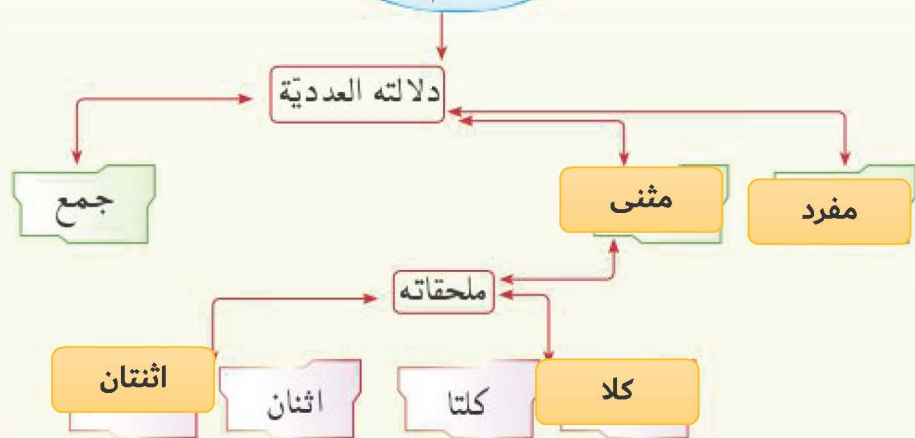 دلالته العدديّة
مفرد
مثنى
جمع
ملحقاته
كلا
كلتا
اثنان
اثنتان